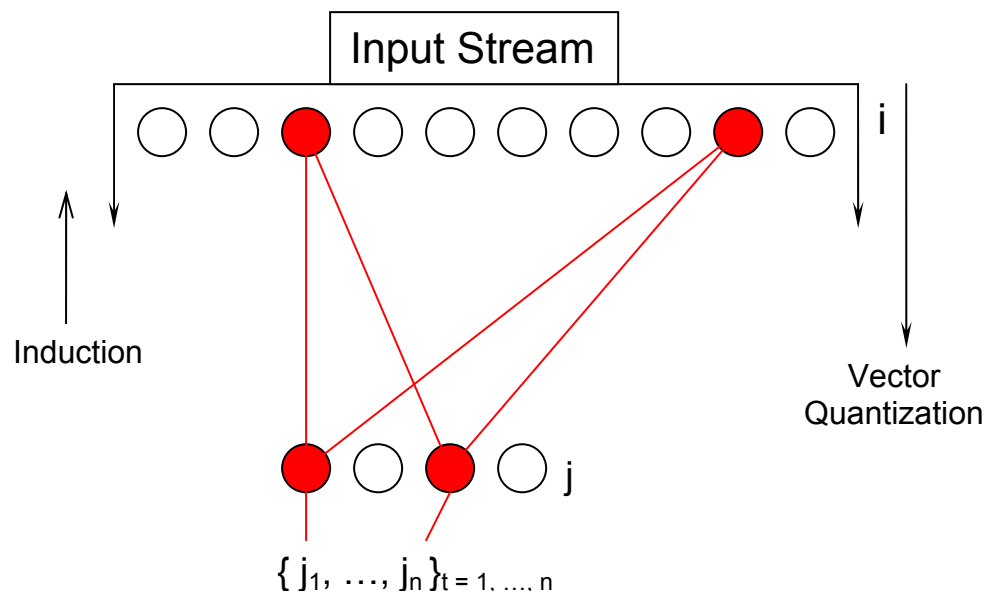 Input Stream
i
Induction
Vector
Quantization
j
{ j₁, …, jₙ }ₜ ₌ ₁, …, ₙ